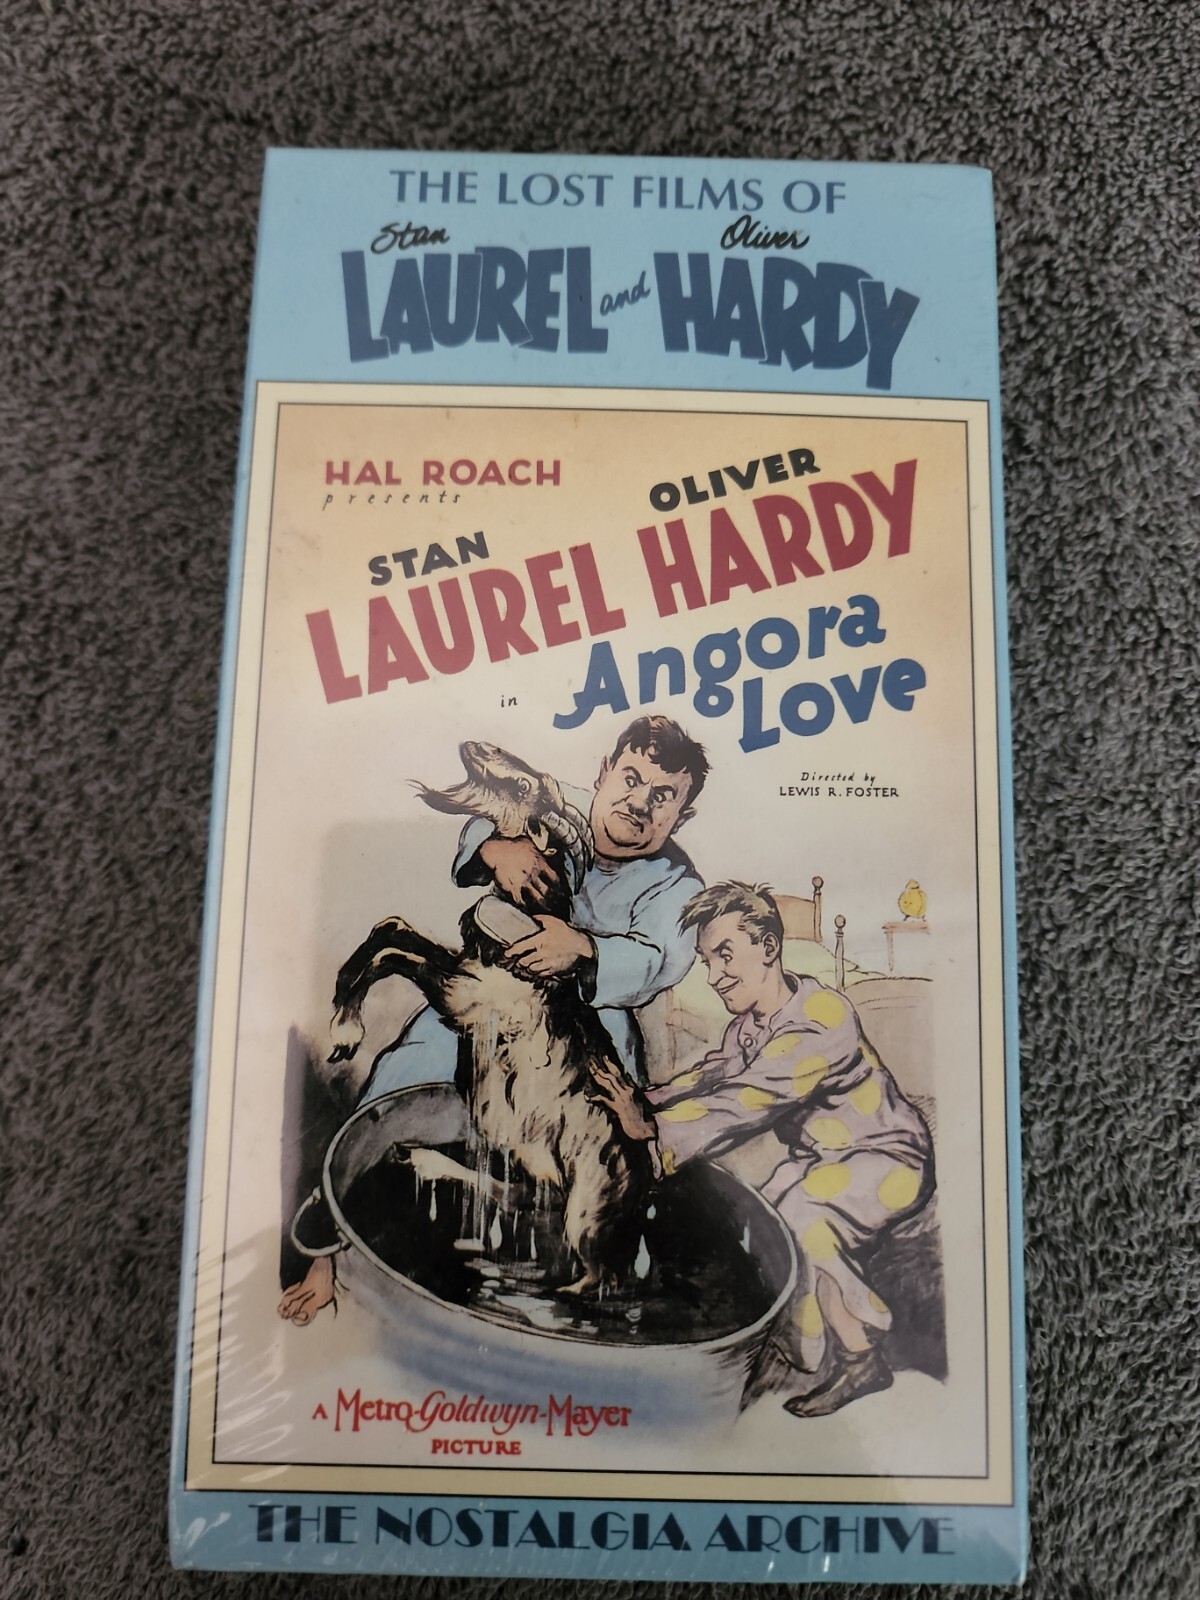 THE LOST FILMS OF
Stan Oliver
LAUREL and HARDY
HAL ROACH
presents
STAN OLIVER
LAUREL HARDY
in Angora
Love
Directed by
LEWIS R. FOSTER
A Metro-Goldwyn-Mayer
PICTURE
THE NOSTALGIA ARCHIVE